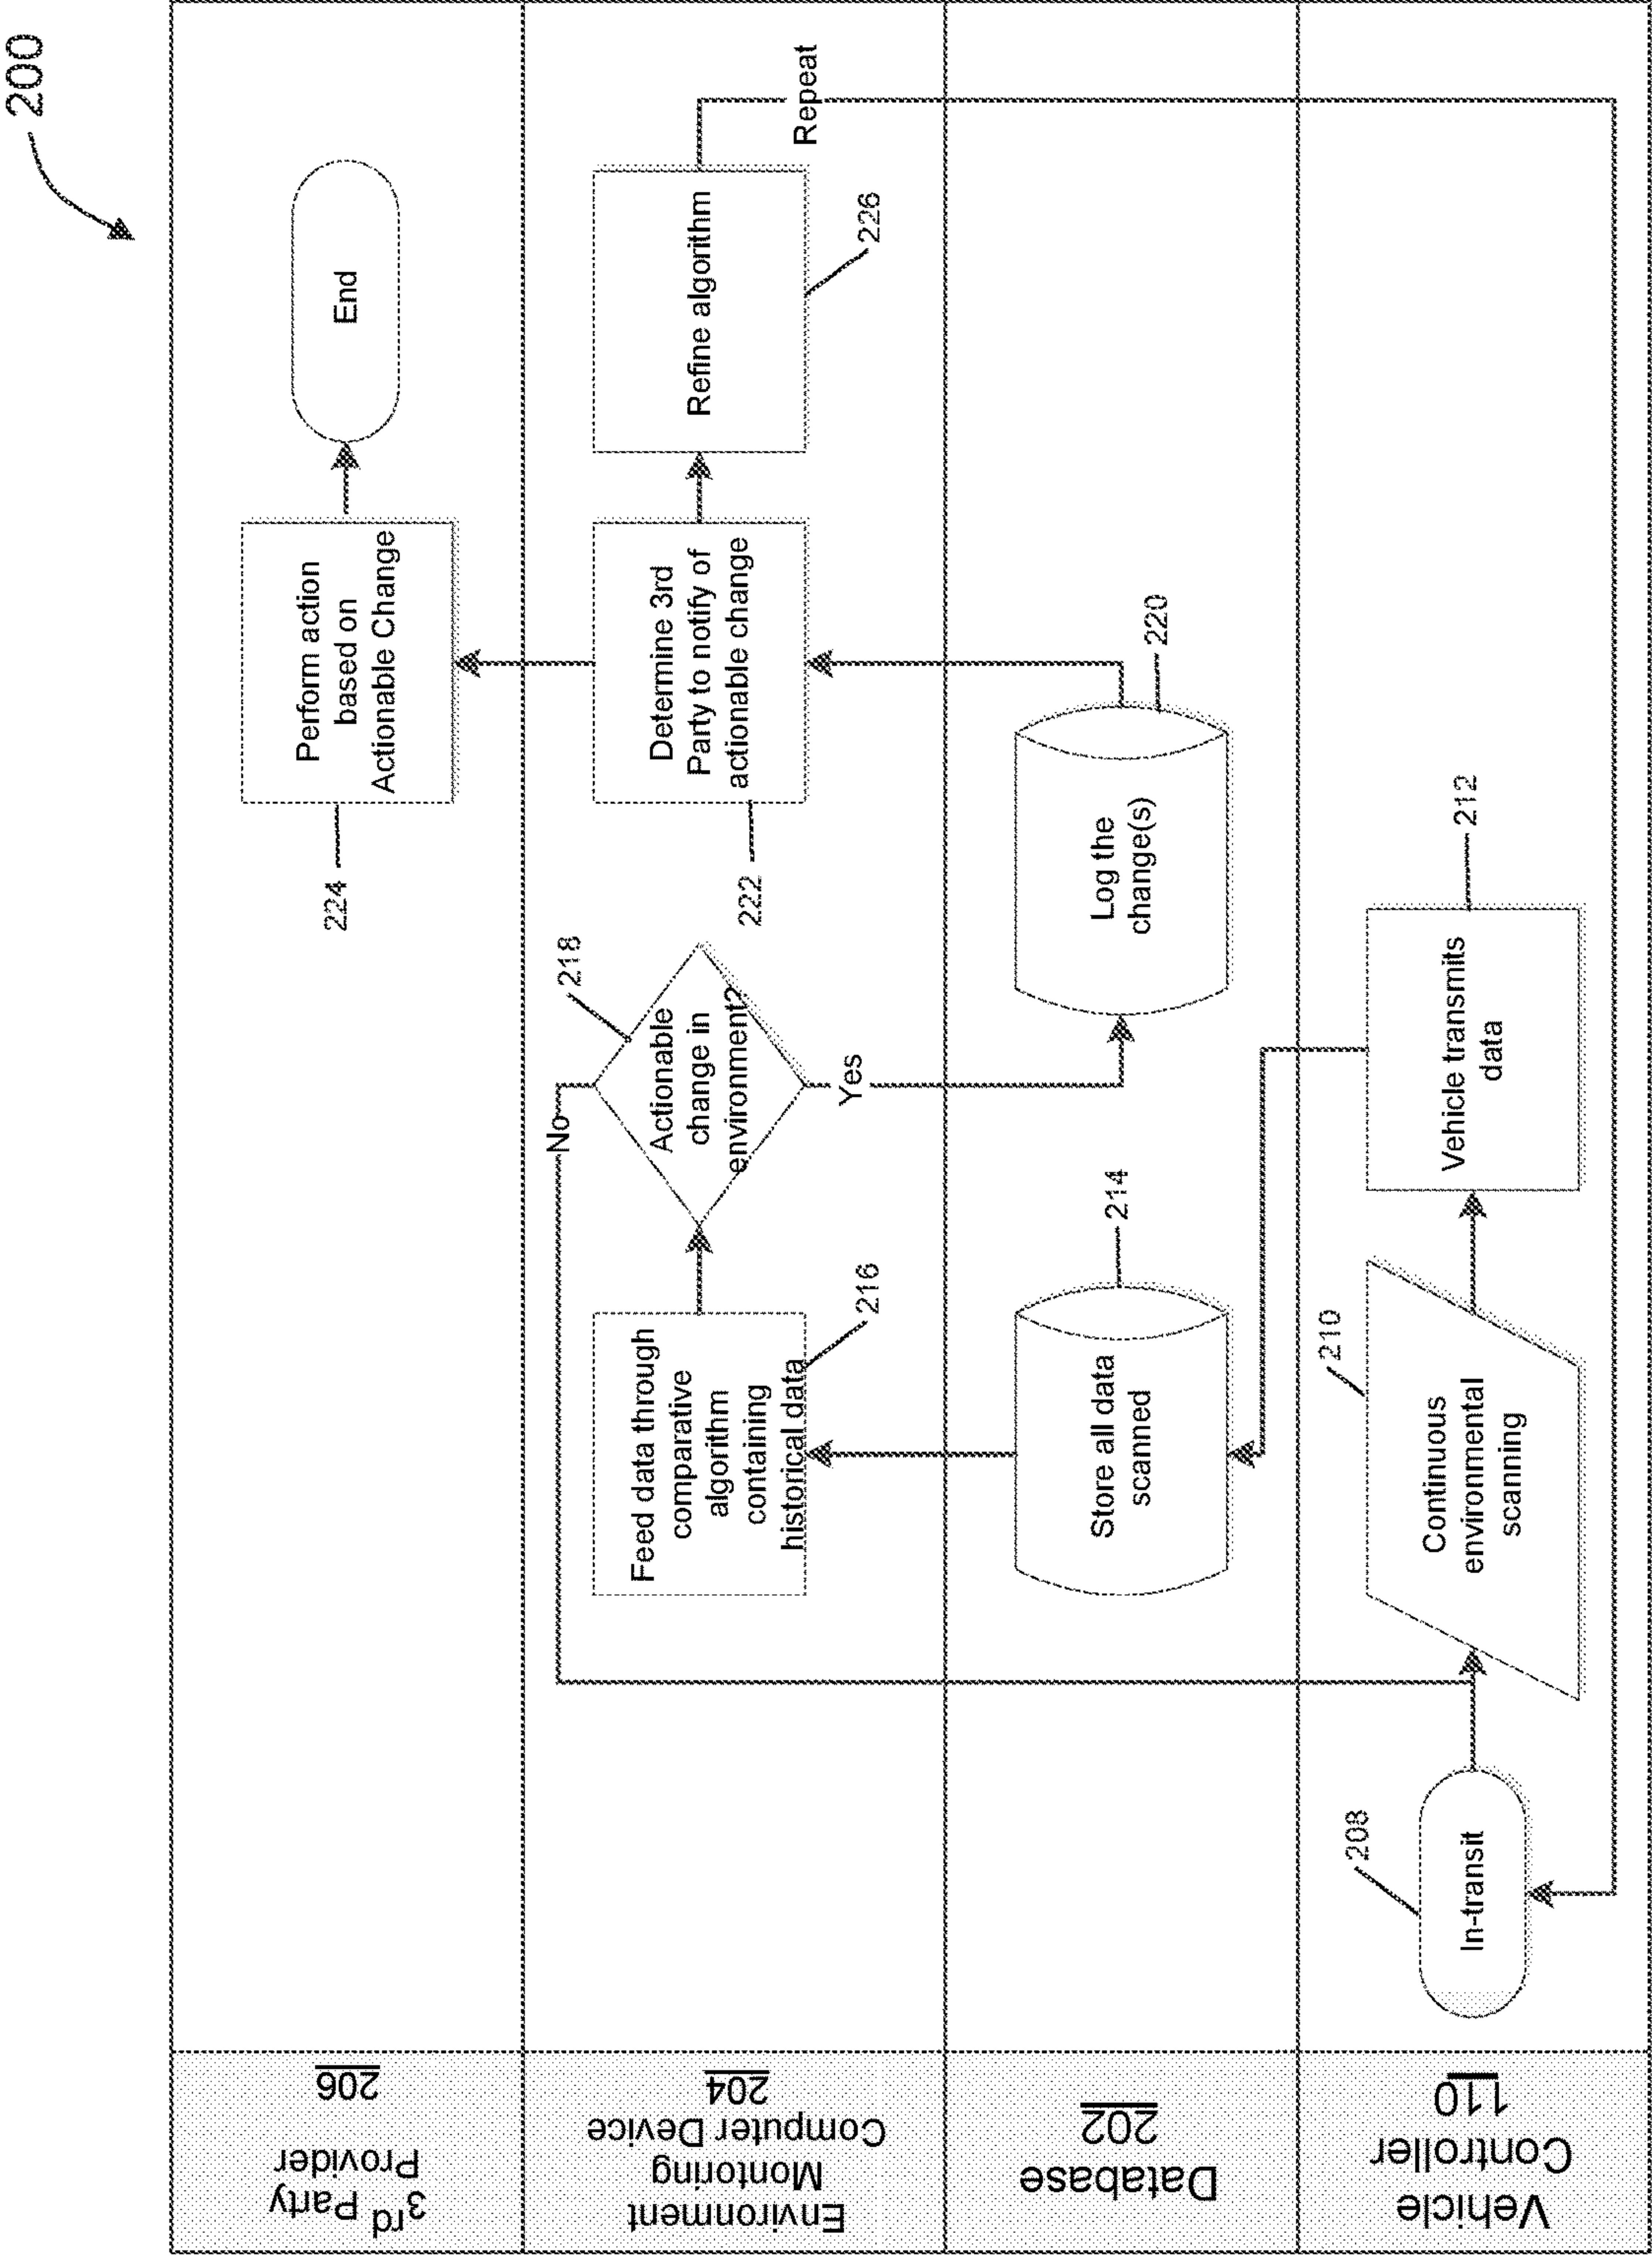 200
3rd Party
Provider
206
Perform action
based on
Actionable Change
224
End
Environment
Monitoring
Computer Device
204
Feed data through
comparative
algorithm
containing
historical data
216
Actionable
change in
environment?
218
No
Yes
Determine 3rd
Party to notify of
actionable change
222
Refine algorithm
226
Repeat
Database
202
Store all data
scanned
214
Log the
change(s)
220
Vehicle
Controller
110
In-transit
208
Continuous
environmental
scanning
210
Vehicle transmits
data
212